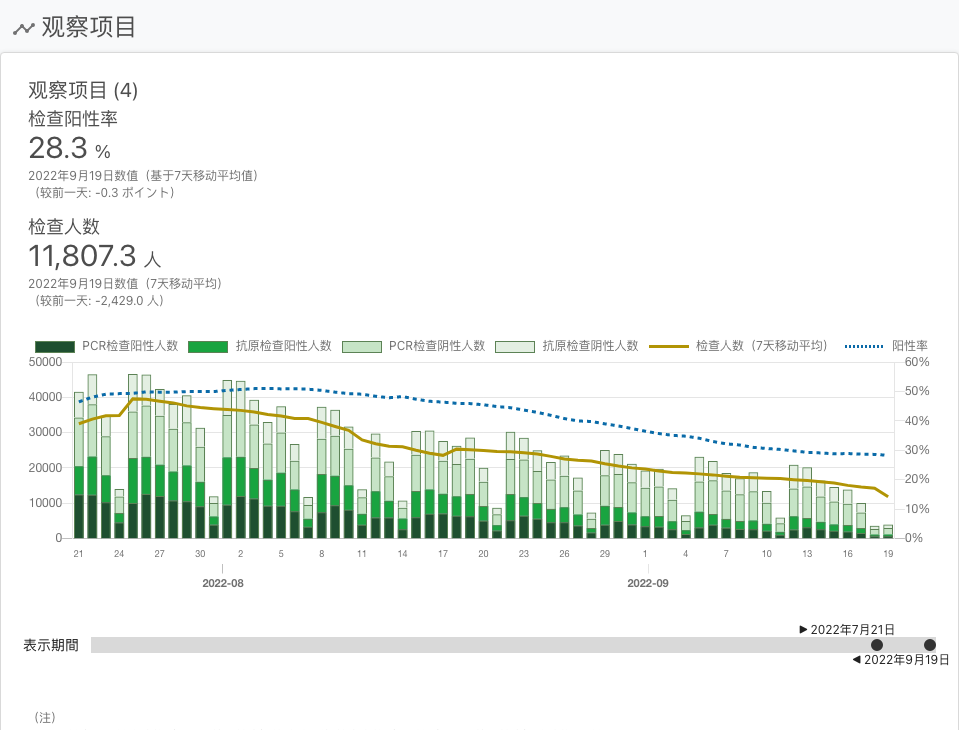 观察项目
观察项目 (4)
检查阳性率
28.3 %
2022年9月19日数值（基于7天移动平均值）
（较前一天: -0.3 ポイント）
检查人数
11,807.3 人
2022年9月19日数值（7天移动平均）
（较前一天: -2,429.0 人）
PCR检查阳性人数 抗原检查阳性人数 PCR检查阴性人数 抗原检查阴性人数 检查人数（7天移动平均） 阳性率
50000 60%
50%
40000
40%
30000
30%
20000
20%
10000
10%
0 0%
21 24 27 30 2 5 8 11 14 17 20 23 26 29 1 4 7 10 13 16 19
2022-08 2022-09
▶ 2022年7月21日
表示期間
◀ 2022年9月19日
（注）